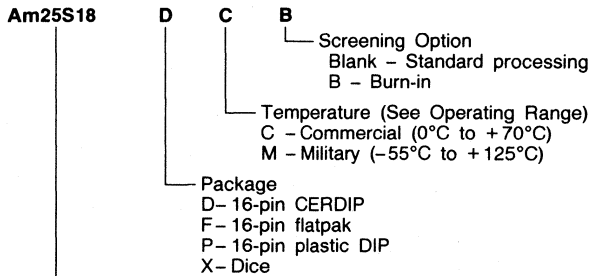 Am25S18 D C B
Screening Option
Blank – Standard processing
B – Burn-in
Temperature (See Operating Range)
C – Commercial (0°C to +70°C)
M – Military (–55°C to +125°C)
Package
D– 16-pin CERDIP
F– 16-pin flatpak
P– 16-pin plastic DIP
X– Dice